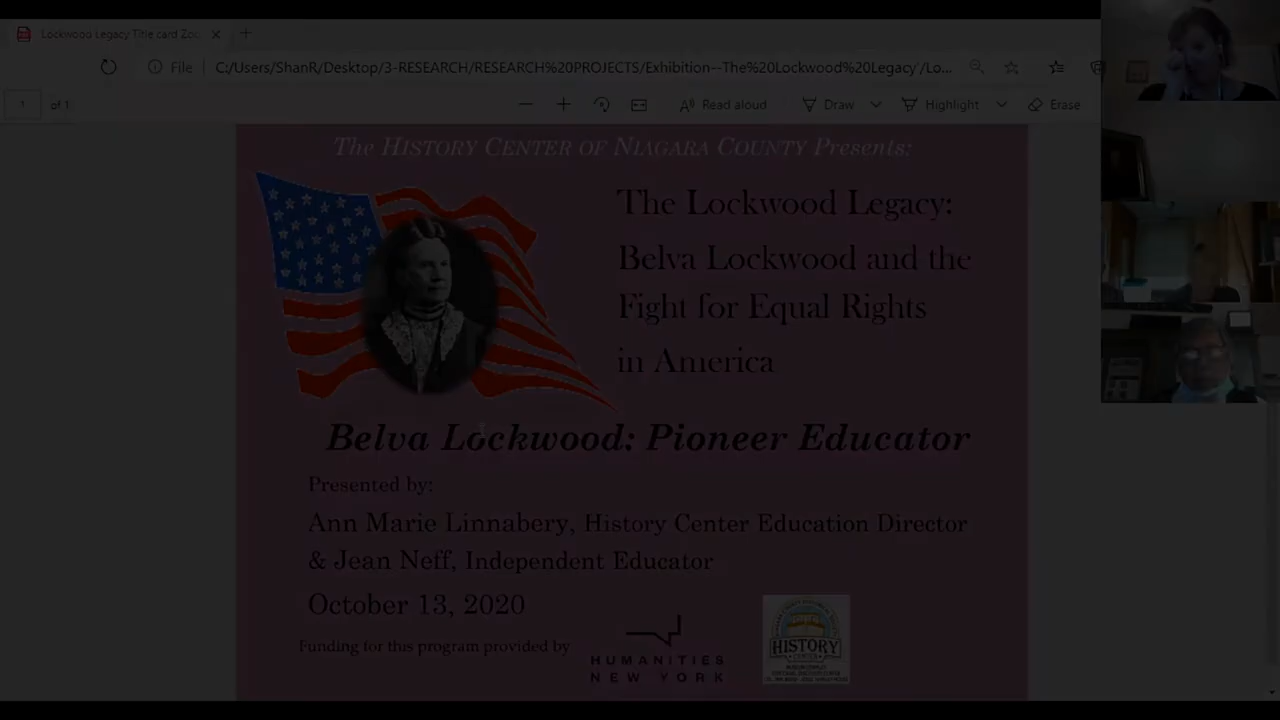 Lockwood Legacy Title card Zoo
File
C:/Users/ShanR/Desktop/3-RESEARCH/RESEARCH%20PROJECTS/Exhibition--The%20Lockwood%20Legacy/Lo...
1 of 1
Read aloud
Draw
Highlight
Erase
The HISTORY CENTER OF NIAGARA COUNTY Presents:
The Lockwood Legacy:
Belva Lockwood and the
Fight for Equal Rights
in America
Belva Lockwood: Pioneer Educator
Presented by:
Ann Marie Linnabery, History Center Education Director
& Jean Neff, Independent Educator
October 13, 2020
Funding for this program provided by
HUMANITIES
NEW YORK
HISTORY
CENTER